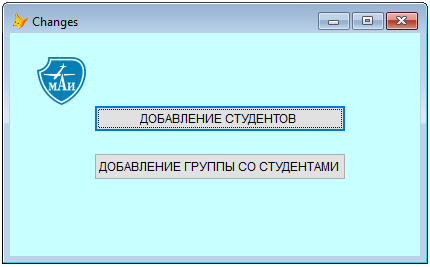 Changes
МАИ
ДОБАВЛЕНИЕ СТУДЕНТОВ
ДОБАВЛЕНИЕ ГРУППЫ СО СТУДЕНТАМИ